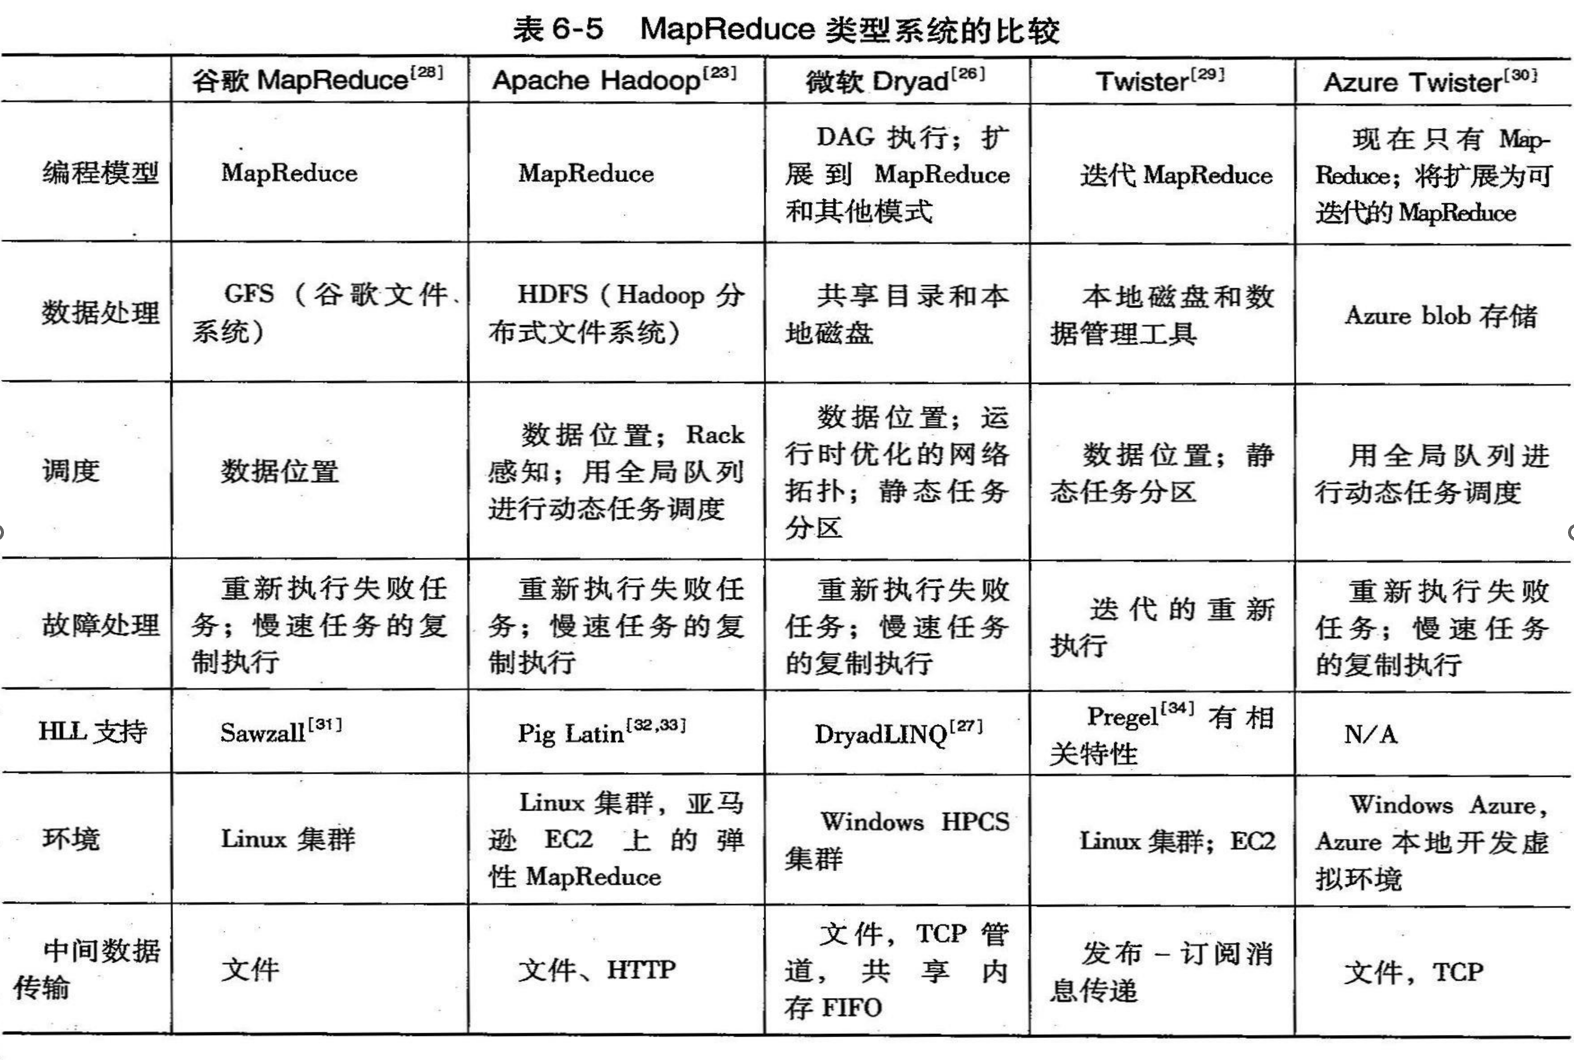 表6-5 MapReduce 类型系统的比较
谷歌 MapReduce[28] Apache Hadoop[23] 微软 Dryad[26] Twister[29] Azure Twister[30]
编程模型
MapReduce
MapReduce
DAG 执行；扩
展到 MapReduce
和其他模式
迭代 MapReduce
现在只有 Map-
Reduce；将扩展为可
迭代的 MapReduce
数据处理
GFS（谷歌文件
系统）
HDFS（Hadoop 分
布式文件系统）
共享目录和本
地磁盘
本地磁盘和数
据管理工具
Azure blob 存储
调度
数据位置
数据位置；Rack
感知；用全局队列
进行动态任务调度
数据位置；运
行时优化的网络
拓扑；静态任务
分区
数据位置；静
态任务分区
用全局队列进
行动态任务调度
故障处理
重新执行失败任
务；慢速任务的复
制执行
重新执行失败任
务；慢速任务的复
制执行
重新执行失败
任务；慢速任务
的复制执行
迭代的重新
执行
重新执行失败
任务；慢速任务
的复制执行
HLL 支持
Sawzall[31]
Pig Latin[32,33]
DryadLINQ[27]
Pregel[34] 有相
关特性
N/A
环境
Linux 集群
Linux 集群，亚马
逊 EC2 上的弹
性 MapReduce
Windows HPCS
集群
Linux 集群；EC2
Windows Azure，
Azure 本地开发虚
拟环境
中间数据
传输
文件
文件、HTTP
文件，TCP 管
道，共享内
存 FIFO
发布－订阅消
息传递
文件，TCP